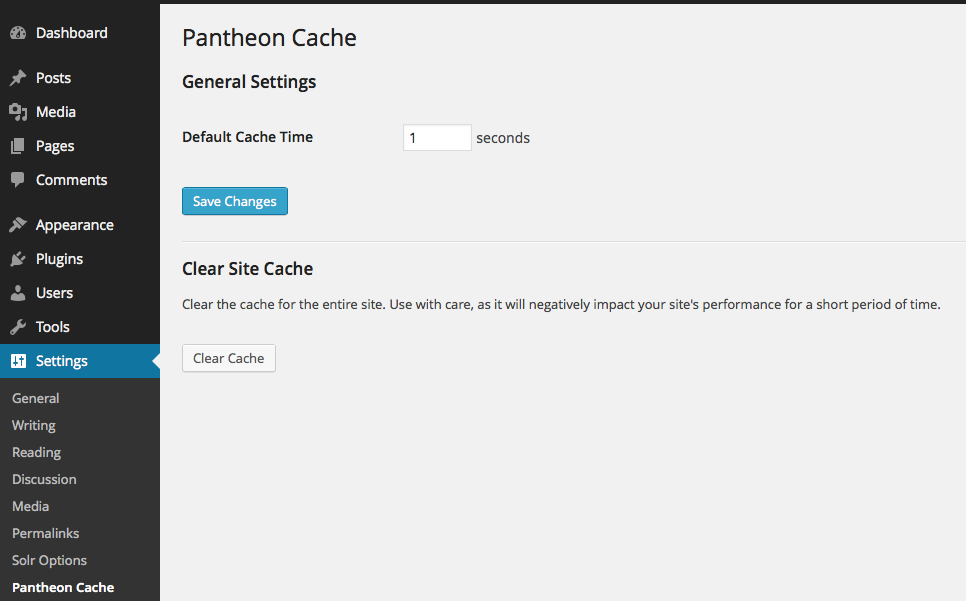 Dashboard
Posts
Media
Pages
Comments
Appearance
Plugins
Users
Tools
Settings
General
Writing
Reading
Discussion
Media
Permalinks
Solr Options
Pantheon Cache
Pantheon Cache
General Settings
Default Cache Time 1 seconds
Save Changes
Clear Site Cache
Clear the cache for the entire site. Use with care, as it will negatively impact your site's performance for a short period of time.
Clear Cache